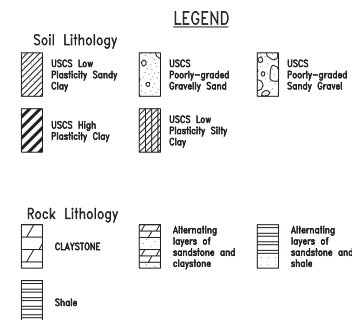 LEGEND
Soil Lithology
USCS Low
Plasticity Sandy
Clay
USCS
Poorly-graded
Gravelly Sand
USCS
Poorly-graded
Sandy Gravel
USCS High
Plasticity Clay
USCS Low
Plasticity Silty
Clay
Rock Lithology
CLAYSTONE
Alternating
layers of
sandstone and
claystone
Alternating
layers of
sandstone and
shale
Shale